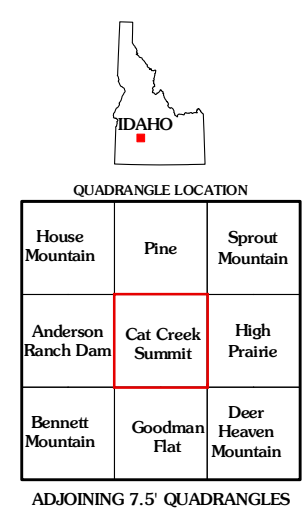 IDAHO
QUADRANGLE LOCATION
House
Mountain
Pine
Sprout
Mountain
Anderson
Ranch Dam
Cat Creek
Summit
High
Prairie
Bennett
Mountain
Goodman
Flat
Deer
Heaven
Mountain
ADJOINING 7.5' QUADRANGLES